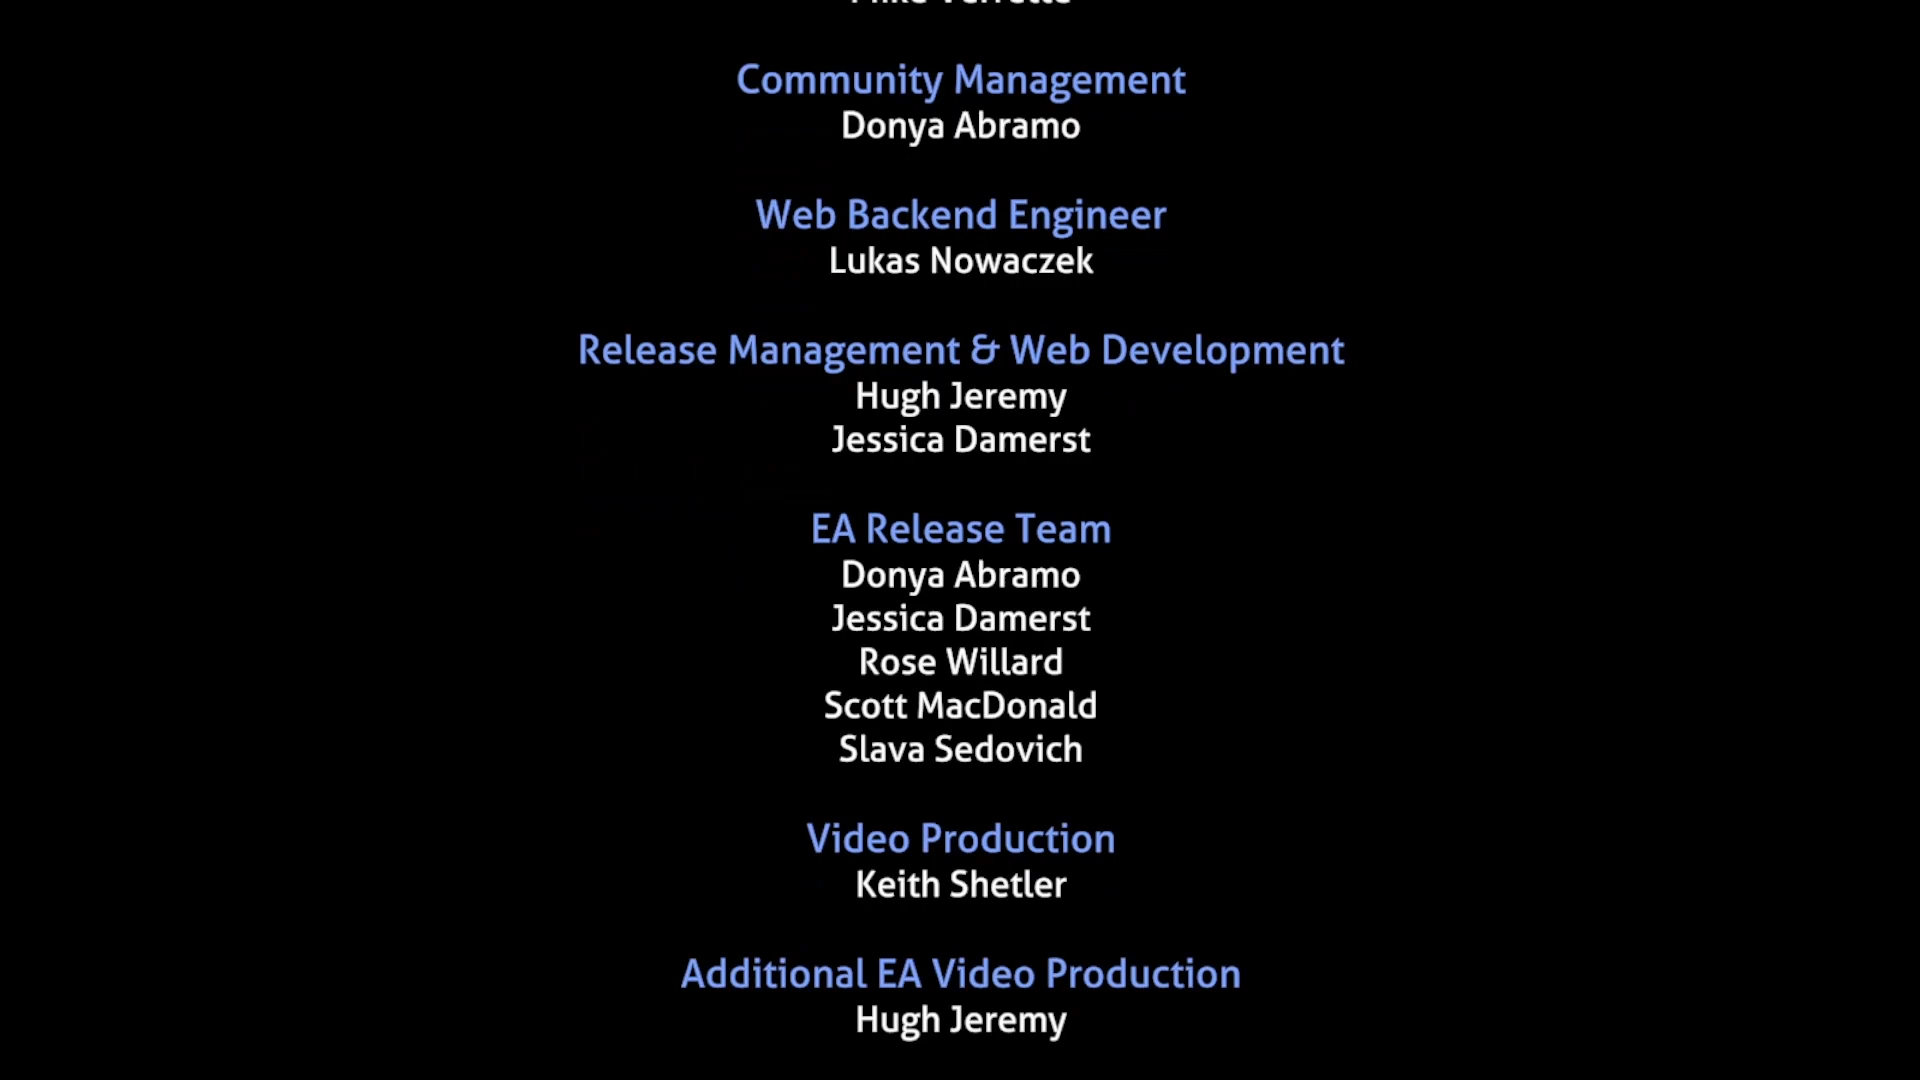 Community Management
Donya Abramo
Web Backend Engineer
Lukas Nowaczek
Release Management & Web Development
Hugh Jeremy
Jessica Damerst
EA Release Team
Donya Abramo
Jessica Damerst
Rose Willard
Scott MacDonald
Slava Sedovich
Video Production
Keith Shetler
Additional EA Video Production
Hugh Jeremy